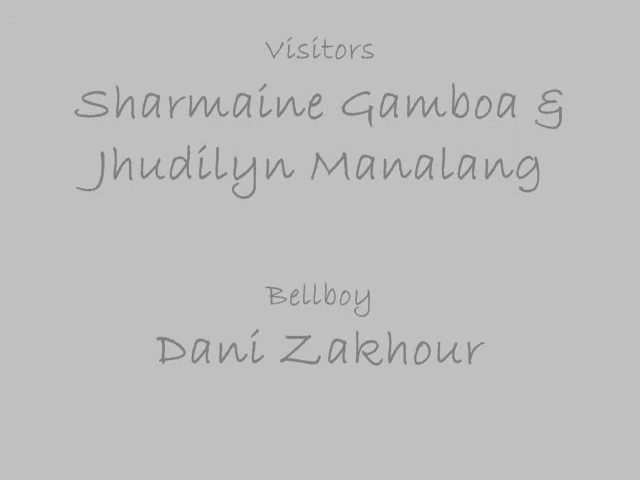 Visitors
Sharmaine Gamboa &
Jhudilyn Manalang
Bellboy
Dani Zakhour